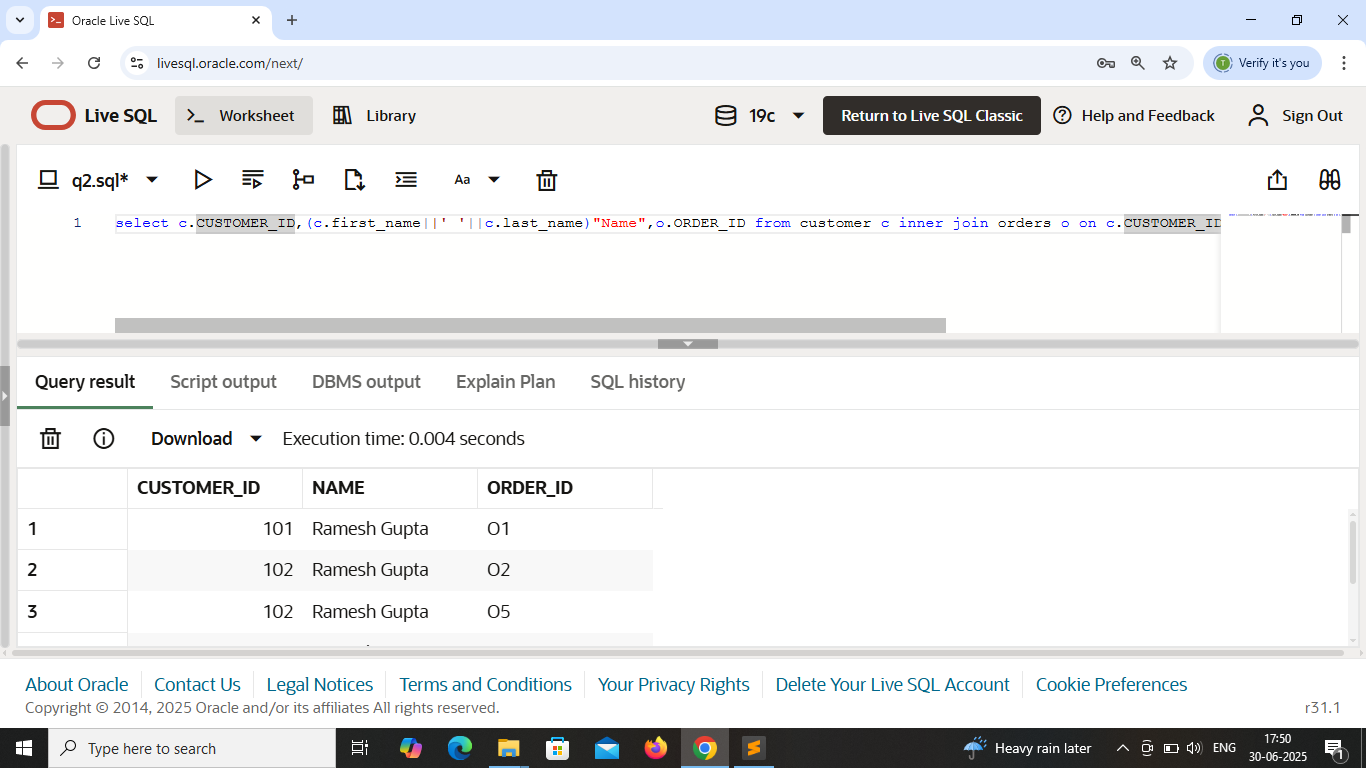 Oracle Live SQL
livesql.oracle.com/next/
Verify it's you
Live SQL
Worksheet
Library
19c
Return to Live SQL Classic
Help and Feedback
Sign Out
q2.sql*
Aa
1
select c.CUSTOMER_ID,(c.first_name||' '||c.last_name)"Name",o.ORDER_ID from customer c inner join orders o on c.CUSTOMER_ID
Query result
Script output
DBMS output
Explain Plan
SQL history
Download
Execution time: 0.004 seconds
CUSTOMER_ID NAME ORDER_ID
1 101 Ramesh Gupta O1
2 102 Ramesh Gupta O2
3 102 Ramesh Gupta O5
About Oracle
Contact Us
Legal Notices
Terms and Conditions
Your Privacy Rights
Delete Your Live SQL Account
Cookie Preferences
Copyright © 2014, 2025 Oracle and/or its affiliates All rights reserved.
r31.1
Type here to search
Heavy rain later
ENG
17:50
30-06-2025
1